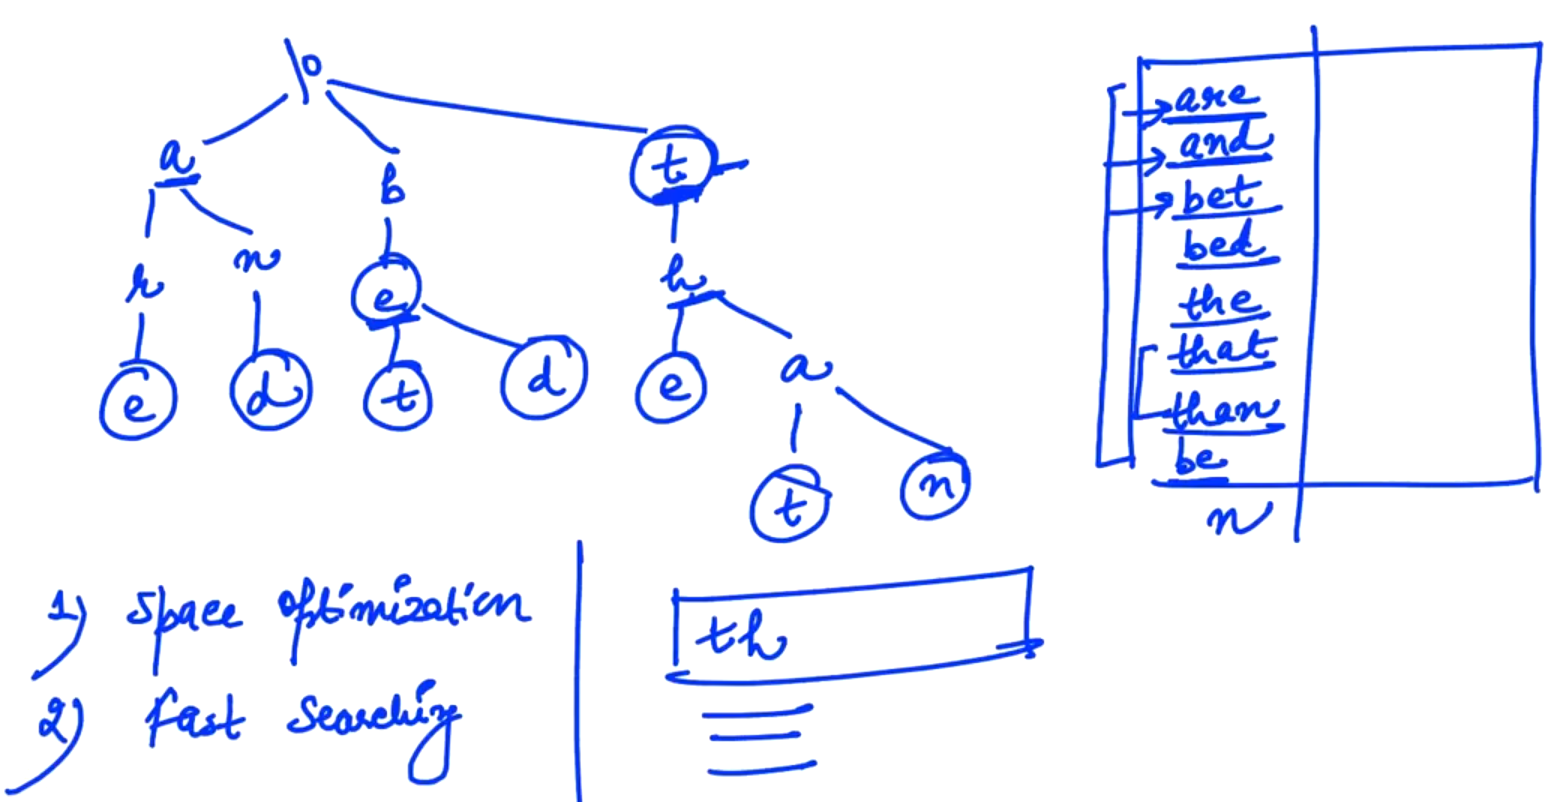 \0
a b t
r n e h
e d t d e a
t n
are
and
bet
bed
the
that
than
be
n
1) Space Optimization
2) Fast Searching
th